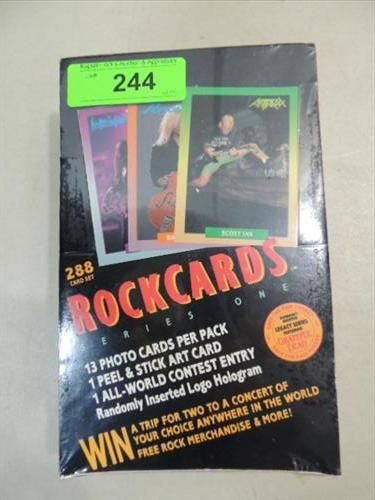 244
ANTHRAX
SCOTT IAN
288
CARD SET
ROCKCARDS
SERIES ONE
13 PHOTO CARDS PER PACK
1 PEEL & STICK ART CARD
1 ALL-WORLD CONTEST ENTRY
Randomly Inserted Logo Hologram
LEGACY SERIES
FEATURING
GRATEFUL
DEAD
WIN A TRIP FOR TWO TO A CONCERT OF
YOUR CHOICE ANYWHERE IN THE WORLD
FREE ROCK MERCHANDISE & MORE!